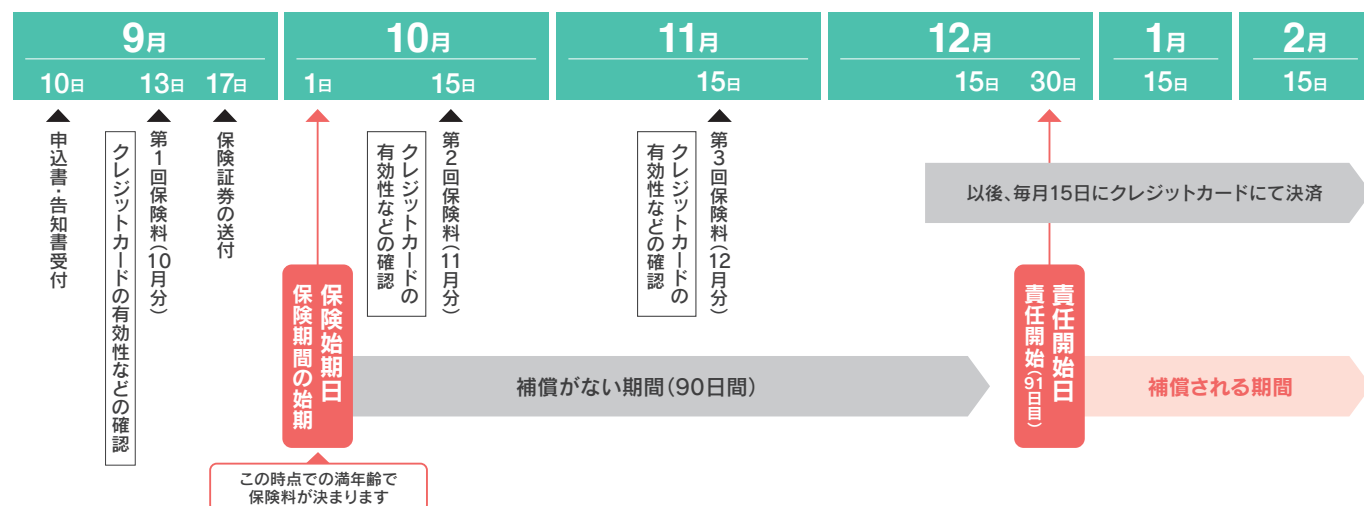 9月
10月
11月
12月
1月
2月
10日
13日
17日
1日
15日
15日
15日
30日
15日
15日
申込書・告知書受付
第1回保険料(10月分)
クレジットカードの有効性などの確認
保険証券の送付
第2回保険料(11月分)
クレジットカードの
有効性などの確認
第3回保険料(12月分)
クレジットカードの
有効性などの確認
以後、毎月15日にクレジットカードにて決済
保険始期日
保険期間の始期
責任開始日
責任開始(91日目)
補償がない期間(90日間)
補償される期間
この時点での満年齢で
保険料が決まります